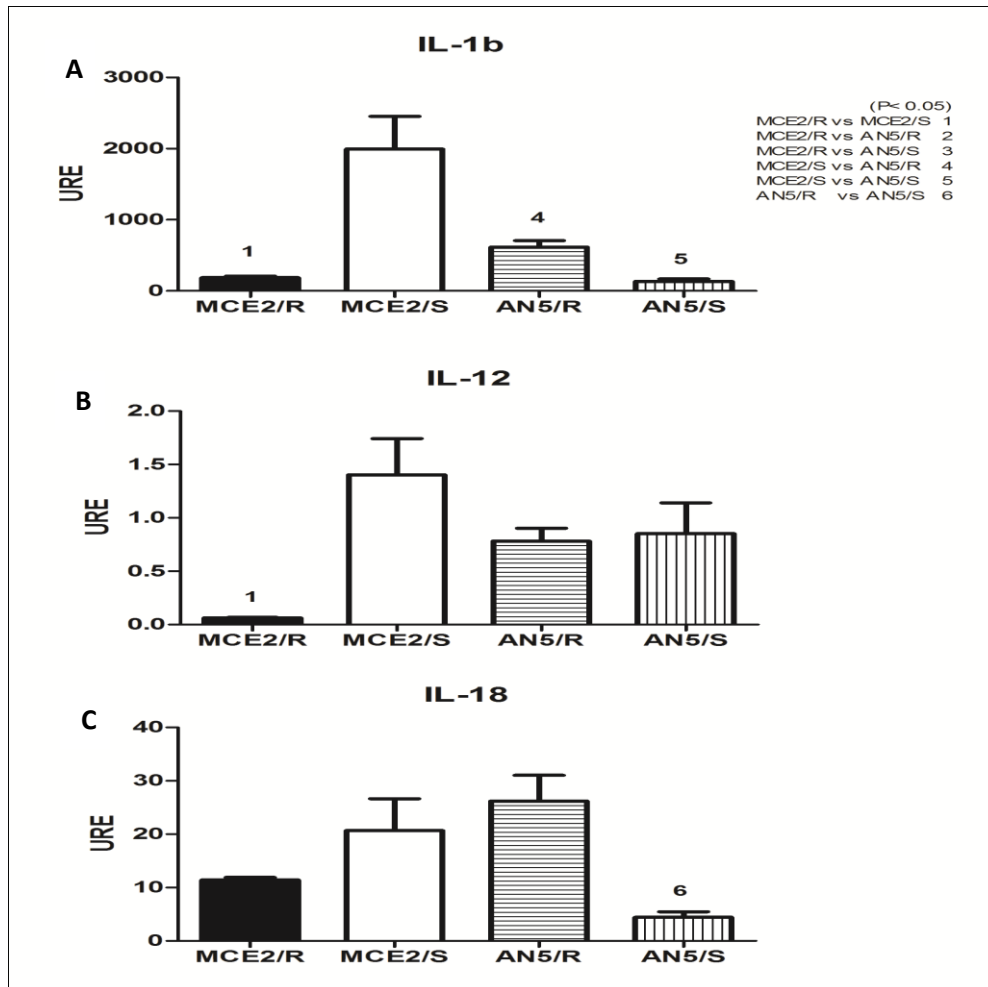 IL-1b
A
3000
2000
1000
0
URE
1
4
5
MCE2/R MCE2/S AN5/R AN5/S
(P< 0.05)
MCE2/R vs MCE2/S 1
MCE2/R vs AN5/R 2
MCE2/R vs AN5/S 3
MCE2/S vs AN5/R 4
MCE2/S vs AN5/S 5
AN5/R vs AN5/S 6
IL-12
B
2.0
1.5
1.0
0.5
0.0
URE
1
MCE2/R MCE2/S AN5/R AN5/S
IL-18
C
40
30
20
10
0
URE
6
MCE2/R MCE2/S AN5/R AN5/S